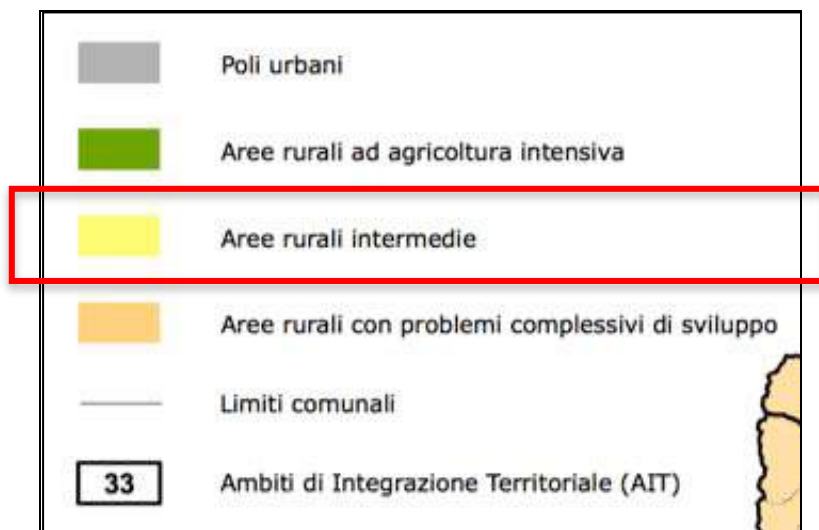 Poli urbani
Aree rurali ad agricoltura intensiva
Aree rurali intermedie
Aree rurali con problemi complessivi di sviluppo
Limiti comunali
33 Ambiti di Integrazione Territoriale (AIT)